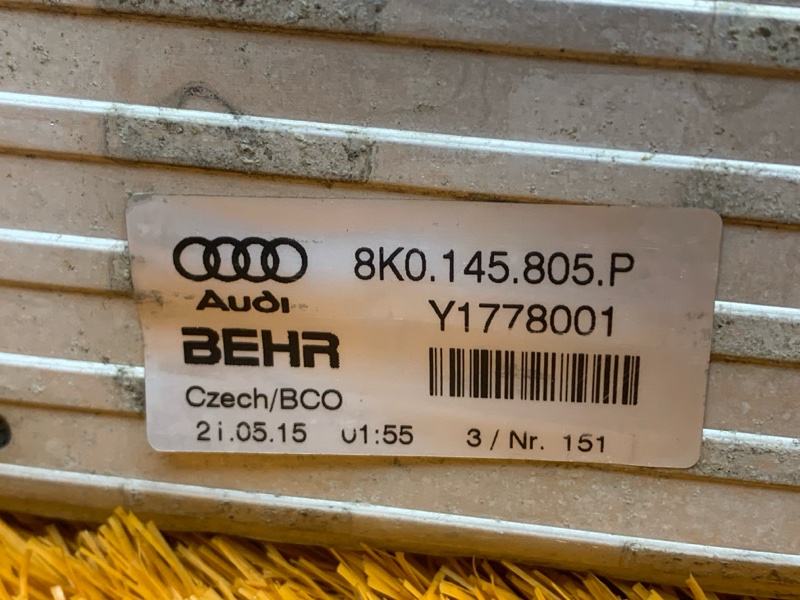 8K0.145.805.P
Audi
Y1778001
BEHR
Czech/BCO
21.05.15 01:55 3 / Nr. 151